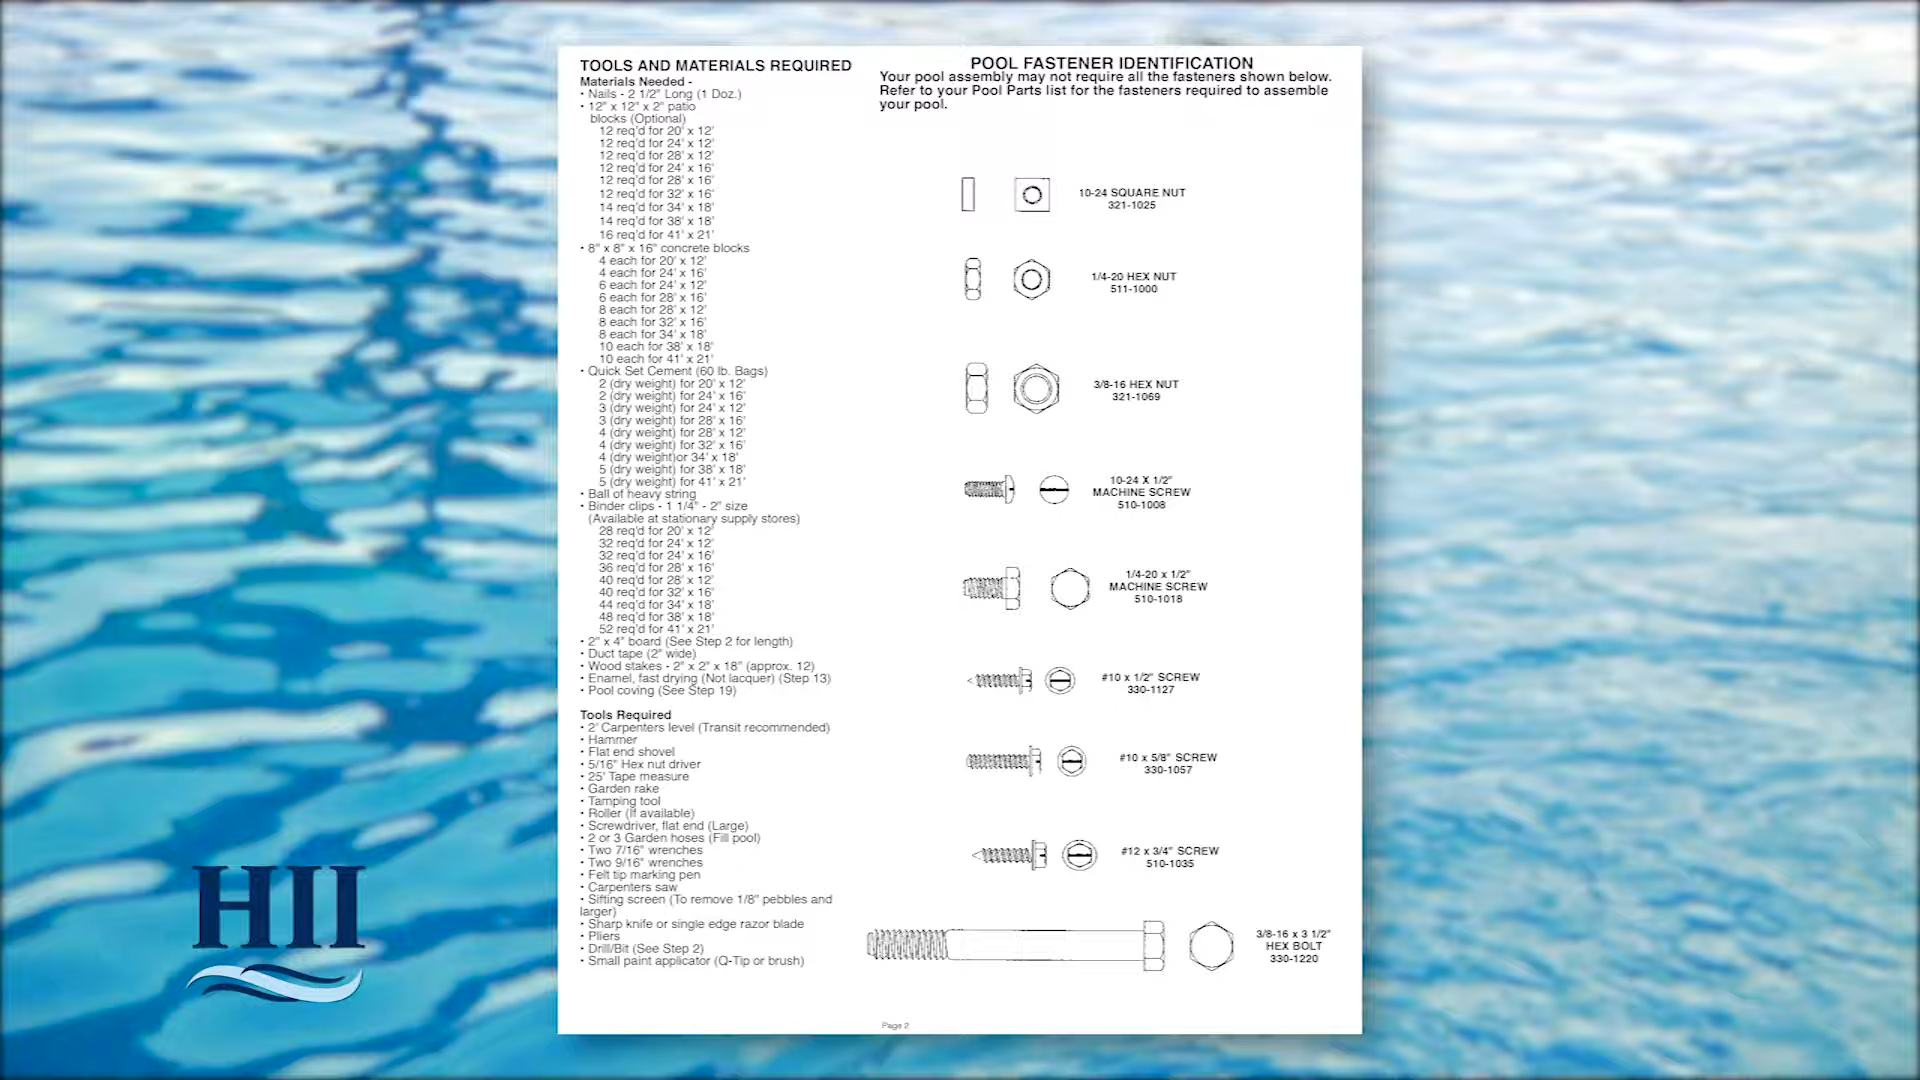 TOOLS AND MATERIALS REQUIRED
Materials Needed -
• Nails - 2 1/2" Long (1 Doz.)
• 12" x 12" x 2" patio
blocks (Optional)
12 req'd for 20' x 12'
12 req'd for 24' x 12'
12 req'd for 28' x 12'
12 req'd for 24' x 16'
12 req'd for 28' x 16'
12 req'd for 32' x 16'
14 req'd for 34' x 18'
14 req'd for 38' x 18'
16 req'd for 41' x 21'
• 8" x 8" x 16" concrete blocks
4 each for 20' x 12'
4 each for 24' x 16'
6 each for 24' x 12'
6 each for 28' x 16'
8 each for 28' x 12'
8 each for 32' x 16'
8 each for 34' x 18'
10 each for 38' x 18'
10 each for 41' x 21'
• Quick Set Cement (60 lb. Bags)
2 (dry weight) for 20' x 12'
2 (dry weight) for 24' x 16'
3 (dry weight) for 24' x 12'
3 (dry weight) for 28' x 16'
4 (dry weight) for 28' x 12'
4 (dry weight) for 32' x 16'
4 (dry weight)or 34' x 18'
5 (dry weight) for 38' x 18'
5 (dry weight) for 41' x 21'
• Ball of heavy string
• Binder clips - 1 1/4" - 2" size
(Available at stationary supply stores)
28 req'd for 20' x 12'
32 req'd for 24' x 12'
32 req'd for 24' x 16'
36 req'd for 28' x 16'
40 req'd for 28' x 12'
40 req'd for 32' x 16'
44 req'd for 34' x 18'
48 req'd for 38' x 18'
52 req'd for 41' x 21'
• 2" x 4" board (See Step 2 for length)
• Duct tape (2" wide)
• Wood stakes - 2" x 2" x 18" (approx. 12)
• Enamel, fast drying (Not lacquer) (Step 13)
• Pool coving (See Step 19)
Tools Required
• 2' Carpenters level (Transit recommended)
• Hammer
• Flat end shovel
• 5/16" Hex nut driver
• 25' Tape measure
• Garden rake
• Tamping tool
• Roller (If available)
• Screwdriver, flat end (Large)
• 2 or 3 Garden hoses (Fill pool)
• Two 7/16" wrenches
• Two 9/16" wrenches
• Felt tip marking pen
• Carpenters saw
• Sifting screen (To remove 1/8" pebbles and
larger)
• Sharp knife or single edge razor blade
• Pliers
• Drill/Bit (See Step 2)
• Small paint applicator (Q-Tip or brush)
POOL FASTENER IDENTIFICATION
Your pool assembly may not require all the fasteners shown below.
Refer to your Pool Parts list for the fasteners required to assemble
your pool.
10-24 SQUARE NUT
321-1025
1/4-20 HEX NUT
511-1000
3/8-16 HEX NUT
321-1069
10-24 X 1/2"
MACHINE SCREW
510-1008
1/4-20 x 1/2"
MACHINE SCREW
510-1018
#10 x 1/2" SCREW
330-1127
#10 x 5/8" SCREW
330-1057
#12 x 3/4" SCREW
510-1035
3/8-16 x 3 1/2"
HEX BOLT
330-1220
Page 2
HII